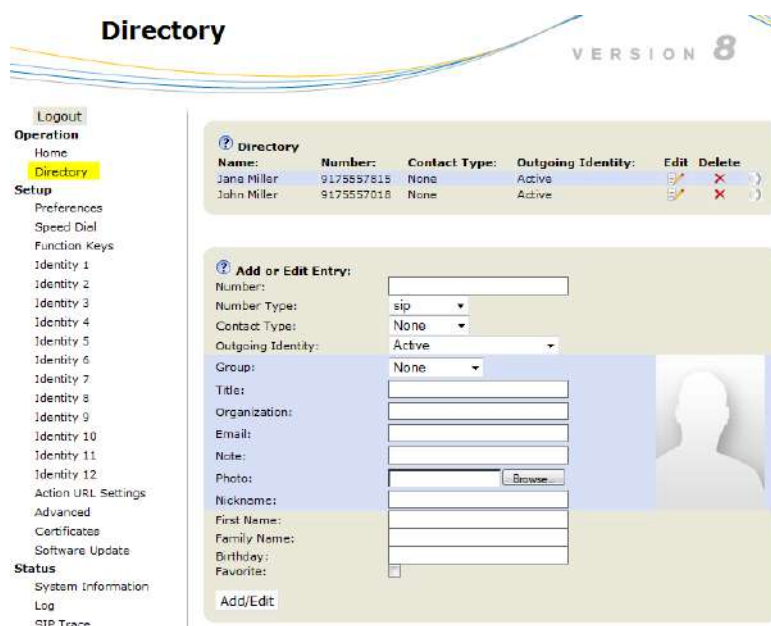 Directory
VERSION 8
Logout
Operation
Home
Directory
Setup
Preferences
Speed Dial
Function Keys
Identity 1
Identity 2
Identity 3
Identity 4
Identity 5
Identity 6
Identity 7
Identity 8
Identity 9
Identity 10
Identity 11
Identity 12
Action URL Settings
Advanced
Certificates
Software Update
Status
System Information
Log
SIP Trace
? Directory
Name: Number: Contact Type: Outgoing Identity: Edit Delete
Jane Miller 9175557815 None Active
John Miller 9175557018 None Active
? Add or Edit Entry:
Number:
Number Type: sip
Contact Type: None
Outgoing Identity: Active
Group: None
Title:
Organization:
Email:
Note:
Photo: Browse...
Nickname:
First Name:
Family Name:
Birthday:
Favorite:
Add/Edit